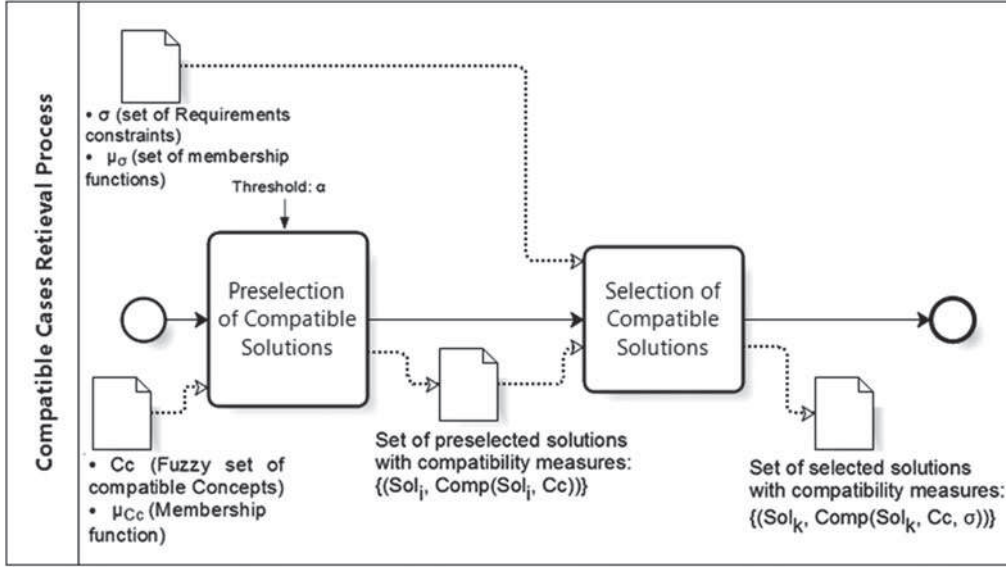 Compatible Cases Retieval Process
• σ (set of Requirements
constraints)
• μσ (set of membership
functions)
Threshold: α
Preselection
of Compatible
Solutions
Selection of
Compatible
Solutions
• Cc (Fuzzy set of
compatible Concepts)
• μCc (Membership
function)
Set of preselected solutions
with compatibility measures:
{(Soli, Comp(Soli, Cc))}
Set of selected solutions
with compatibility measures:
{(Solk, Comp(Solk, Cc, σ))}